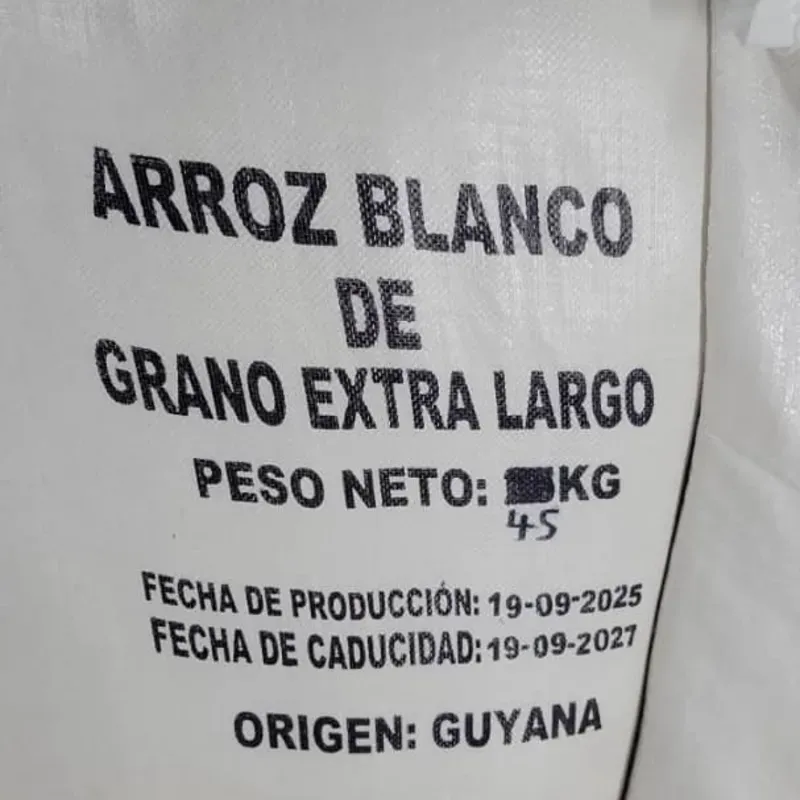 ARROZ BLANCO
DE
GRANO EXTRA LARGO
PESO NETO: KG
45
FECHA DE PRODUCCIÓN: 19-09-2025
FECHA DE CADUCIDAD: 19-09-2027
ORIGEN: GUYANA